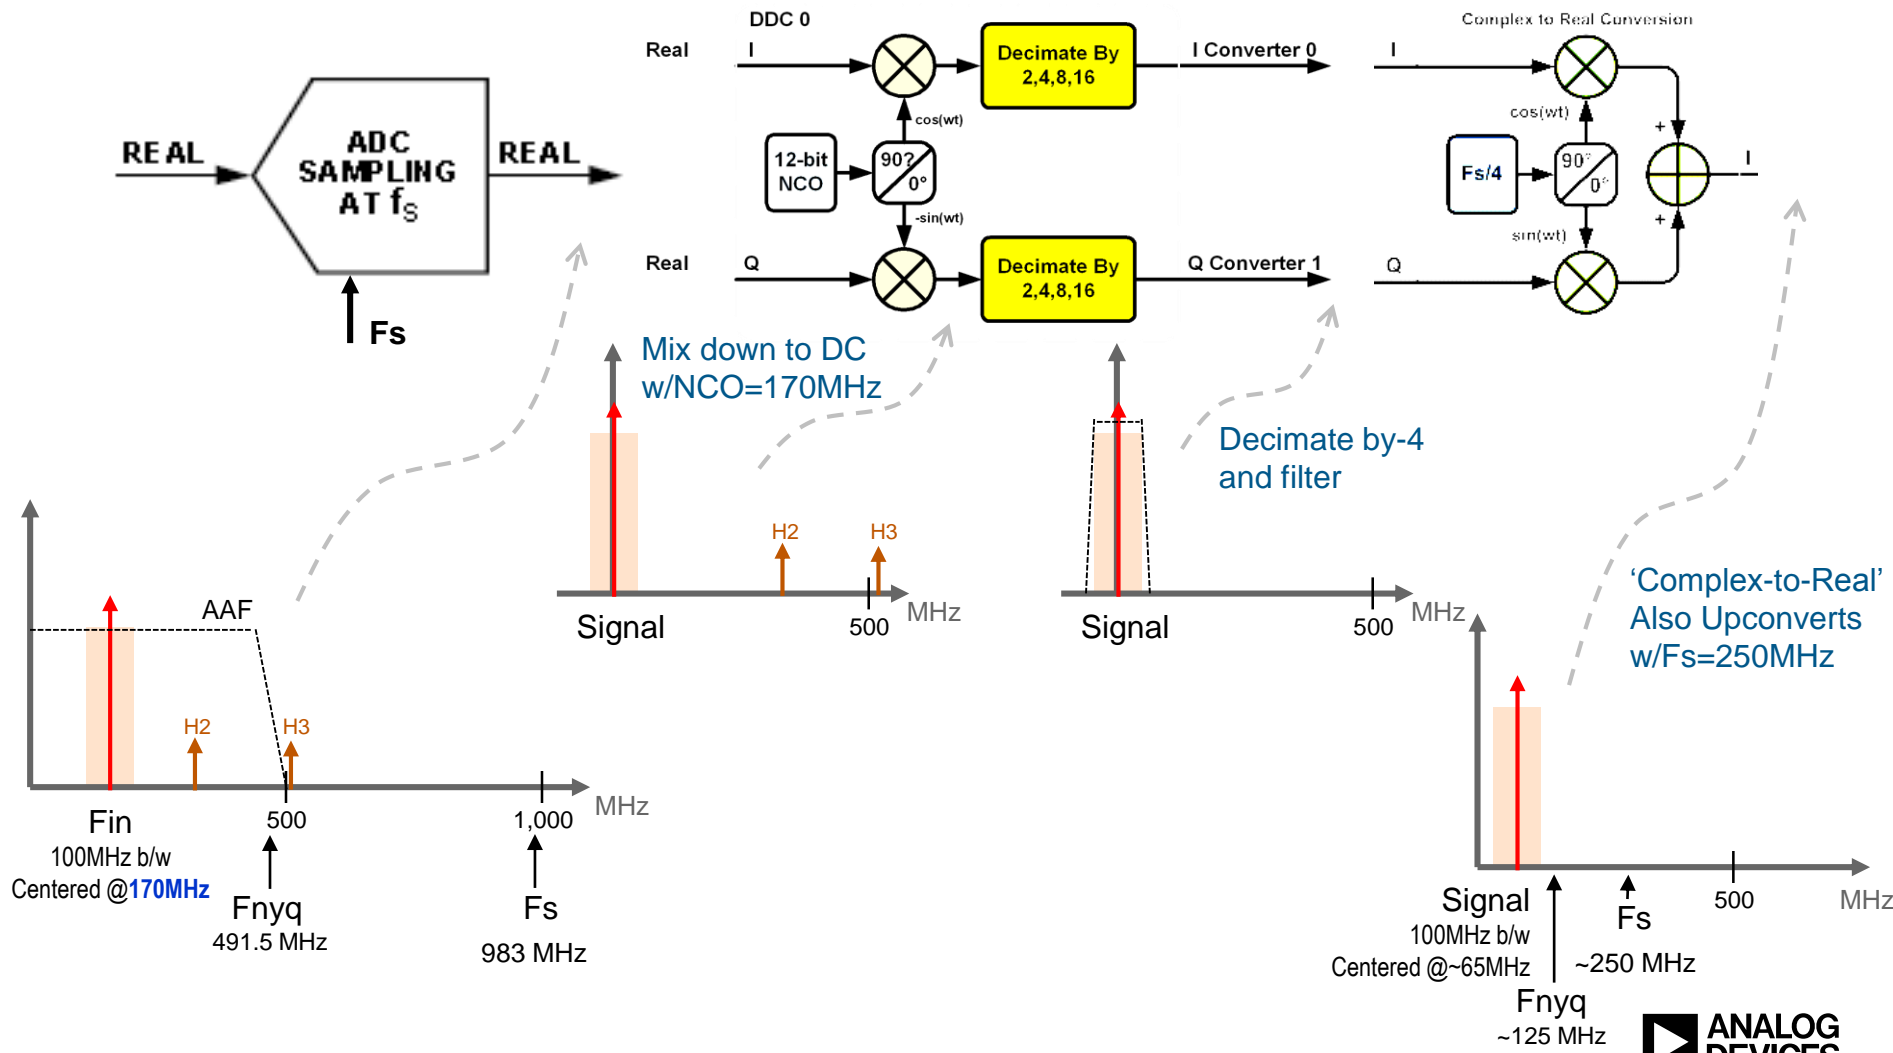 DDC 0
Complex to Real Conversion
Real
I
Decimate By
2,4,8,16
I Converter 0
I
cos(wt)
cos(wt)
+
REAL
ADC
SAMPLING
AT fS
REAL
12-bit
NCO
90?
0°
Fs/4
90°
0°
I
-sin(wt)
sin(wt)
+
Real
Q
Decimate By
2,4,8,16
Q Converter 1
Q
Fs
Mix down to DC
w/NCO=170MHz
Decimate by-4
and filter
H2
H3
MHz
500
Signal
MHz
500
Signal
'Complex-to-Real'
Also Upconverts
w/Fs=250MHz
AAF
H2
H3
MHz
Fin
500
1,000
100MHz b/w
Centered @170MHz
Fnyq
491.5 MHz
Fs
983 MHz
Signal
100MHz b/w
Centered @~65MHz
Fs
~250 MHz
500
MHz
Fnyq
~125 MHz
ANALOG
DEVICES